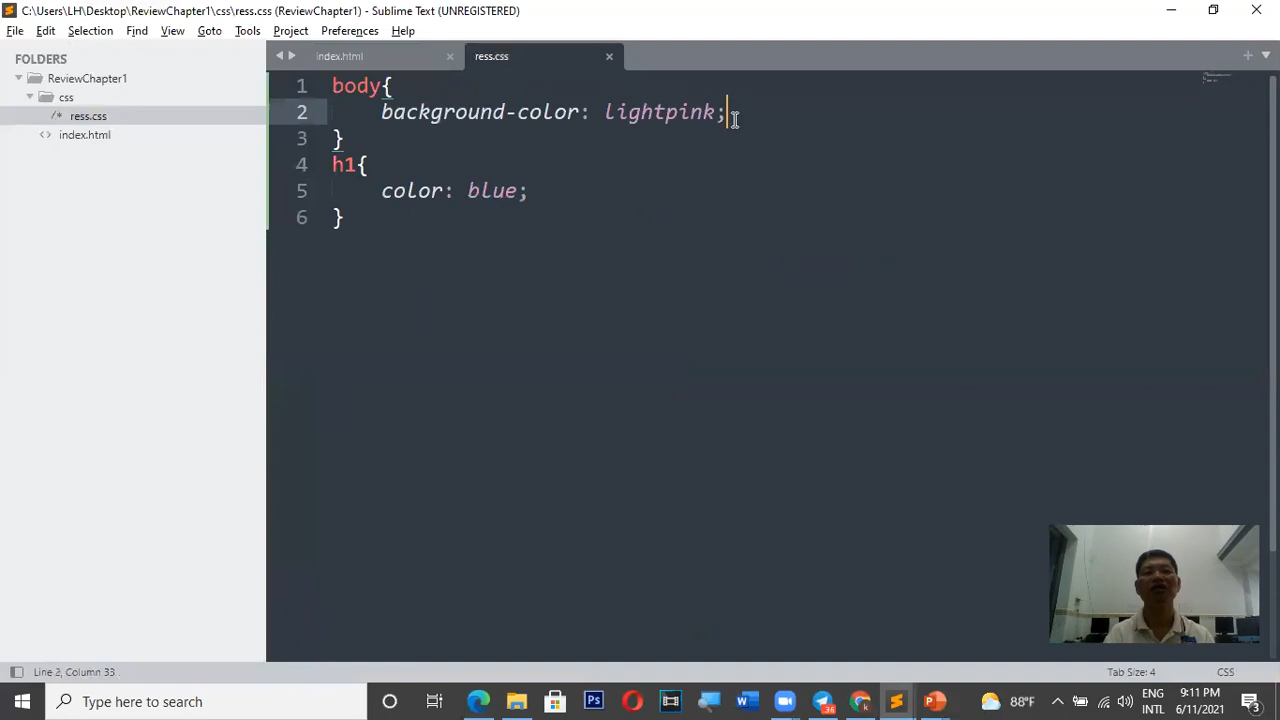 C:\Users\LH\Desktop\ReviewChapter1\css\ress.css (ReviewChapter1) - Sublime Text (UNREGISTERED)
File Edit Selection Find View Goto Tools Project Preferences Help
FOLDERS
ReviewChapter1
css
/* ress.css
<> index.html
index.html ress.css
1 body{
2 background-color: lightpink;
3 }
4 h1{
5 color: blue;
6 }
Line 2, Column 33 Tab Size: 4 CSS
Type here to search
Ps
W
36
88°F
ENG
INTL
9:11 PM
6/11/2021
3